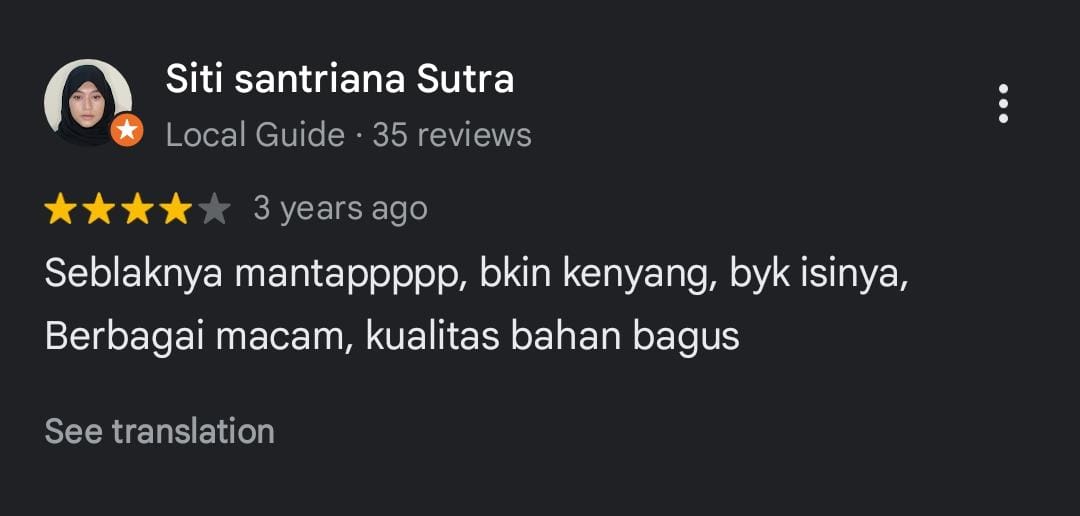 Siti santriana Sutra
Local Guide · 35 reviews
3 years ago
Seblaknya mantappppp, bkin kenyang, byk isinya,
Berbagai macam, kualitas bahan bagus
See translation